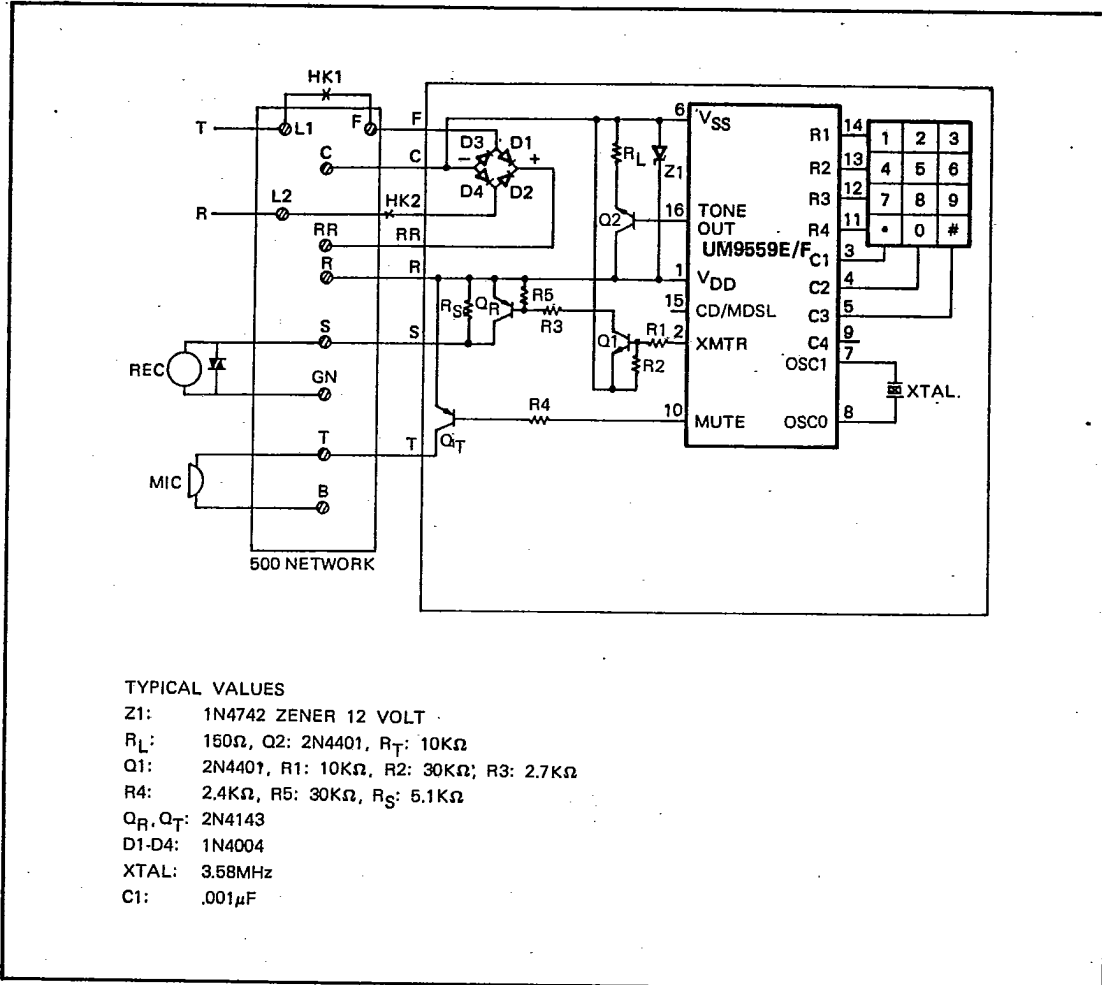 HK1
T L1 F F
C C
D3 D1
- +
D4 D2
R L2 HK2
RR RR
R R
S S
REC
GN
T T
MIC
B
500 NETWORK
RL
Z1
Q2
RS
QR
R5
R3
Q1
R1
R2
QT
R4
6 VSS
16 TONE OUT
UM9559E/F
1 VDD
15 CD/MDSL
2 XMTR
10 MUTE
R1 14
R2 13
R3 12
R4 11
C1 3
C2 4
C3 5
C4 9
OSC1 7
OSCO 8
1 2 3
4 5 6
7 8 9
• 0 #
XTAL.
TYPICAL VALUES
Z1: 1N4742 ZENER 12 VOLT
RL: 150Ω, Q2: 2N4401, RT: 10KΩ
Q1: 2N4401, R1: 10KΩ, R2: 30KΩ; R3: 2.7KΩ
R4: 2.4KΩ, R5: 30KΩ, RS: 5.1KΩ
QR, QT: 2N4143
D1-D4: 1N4004
XTAL: 3.58MHz
C1: .001μF